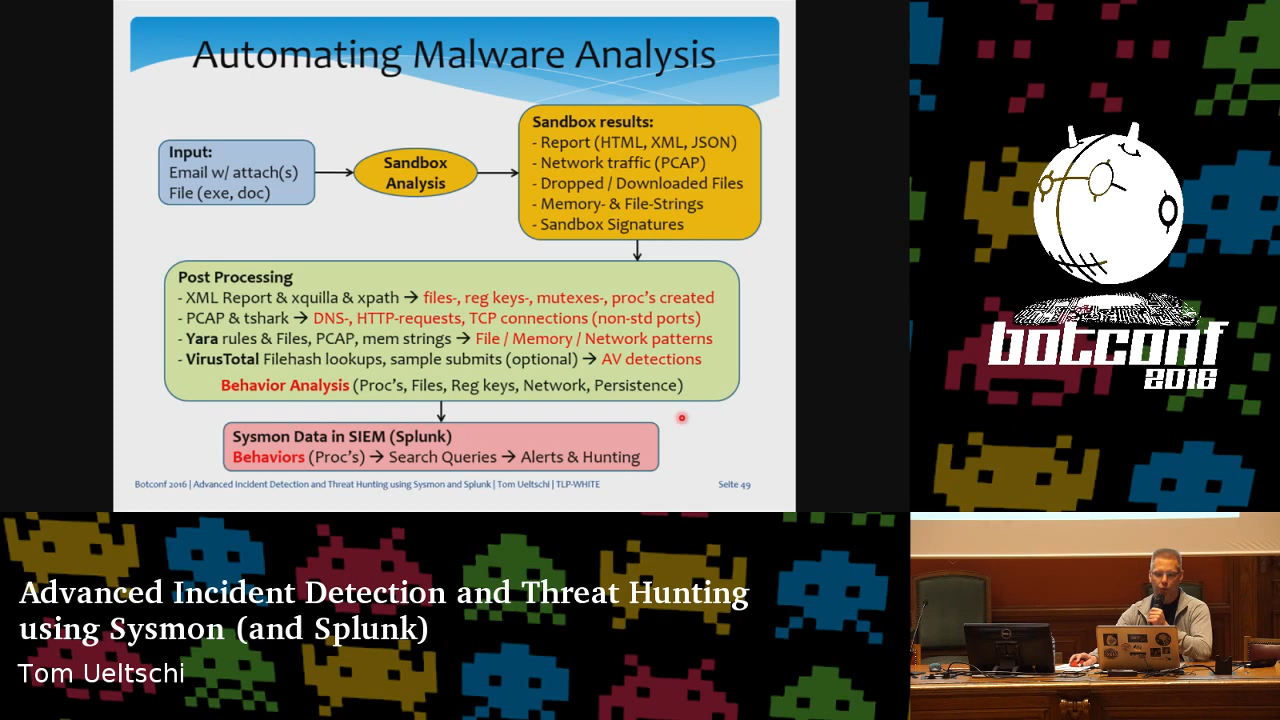 Automating Malware Analysis
Input:
Email w/ attach(s)
File (exe, doc)
Sandbox
Analysis
Sandbox results:
- Report (HTML, XML, JSON)
- Network traffic (PCAP)
- Dropped / Downloaded Files
- Memory- & File-Strings
- Sandbox Signatures
Post Processing
- XML Report & xquilla & xpath → files-, reg keys-, mutexes-, proc's created
- PCAP & tshark → DNS-, HTTP-requests, TCP connections (non-std ports)
- Yara rules & Files, PCAP, mem strings → File / Memory / Network patterns
- VirusTotal Filehash lookups, sample submits (optional) → AV detections
Behavior Analysis (Proc's, Files, Reg keys, Network, Persistence)
Sysmon Data in SIEM (Splunk)
Behaviors (Proc's) → Search Queries → Alerts & Hunting
Botconf 2016 | Advanced Incident Detection and Threat Hunting using Sysmon and Splunk | Tom Ueltschi | TLP-WHITE
Seite 49
botconf
2016
Advanced Incident Detection and Threat Hunting
using Sysmon (and Splunk)
Tom Ueltschi